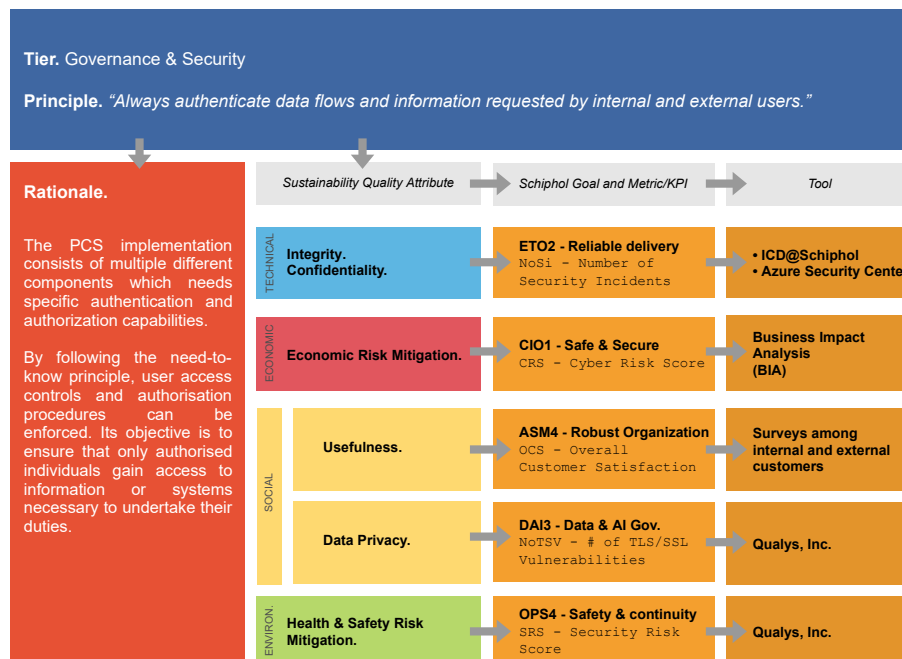 Tier. Governance & Security
Principle. “Always authenticate data flows and information requested by internal and external users.”
Rationale.
The PCS implementation
consists of multiple different
components which needs
specific authentication and
authorization capabilities.
By following the need-to-
know principle, user access
controls and authorisation
procedures can be
enforced. Its objective is to
ensure that only authorised
individuals gain access to
information or systems
necessary to undertake their
duties.
Sustainability Quality Attribute
Schiphol Goal and Metric/KPI
Tool
TECHNICAL
Integrity.
Confidentiality.
ETO2 - Reliable delivery
NoSi - Number of
Security Incidents
• ICD@Schiphol
• Azure Security Cente
ECONOMIC
Economic Risk Mitigation.
CIO1 - Safe & Secure
CRS - Cyber Risk Score
Business Impact
Analysis
(BIA)
SOCIAL
Usefulness.
ASM4 - Robust Organization
OCS - Overall
Customer Satisfaction
Surveys among
internal and external
customers
Data Privacy.
DAI3 - Data & AI Gov.
NoTSV - # of TLS/SSL
Vulnerabilities
Qualys, Inc.
ENVIRON.
Health & Safety Risk
Mitigation.
OPS4 - Safety & continuity
SRS - Security Risk
Score
Qualys, Inc.